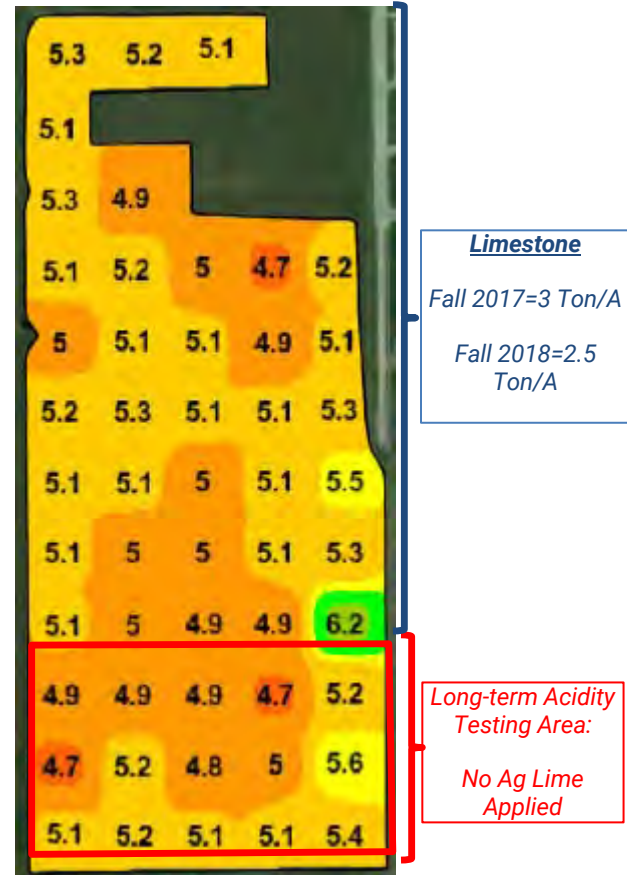 5.3 5.2 5.1
5.1
5.3 4.9
5.1 5.2 5 4.7 5.2
5 5.1 5.1 4.9 5.1
5.2 5.3 5.1 5.1 5.3
5.1 5.1 5 5.1 5.5
5.1 5 5 5.1 5.3
5.1 5 4.9 4.9 6.2
4.9 4.9 4.9 4.7 5.2
4.7 5.2 4.8 5 5.6
5.1 5.2 5.1 5.1 5.4
Limestone
Fall 2017=3 Ton/A
Fall 2018=2.5
Ton/A
Long-term Acidity
Testing Area:
No Ag Lime
Applied